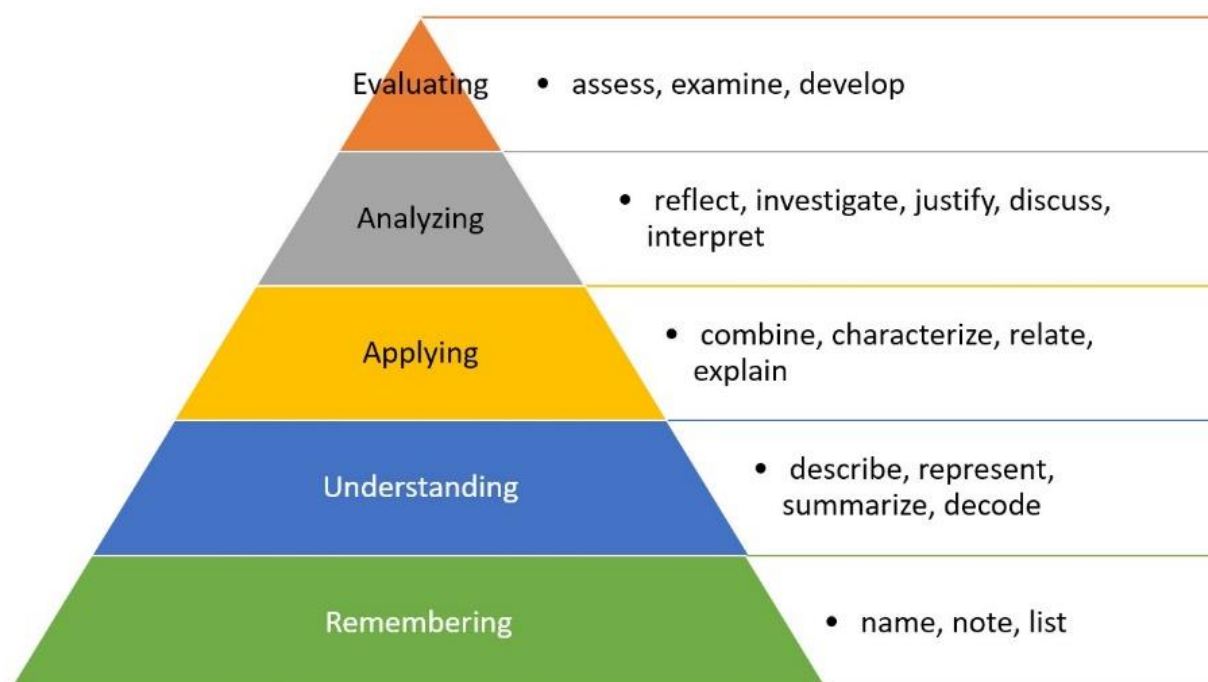 Evaluating
• assess, examine, develop
Analyzing
• reflect, investigate, justify, discuss,
interpret
Applying
• combine, characterize, relate,
explain
Understanding
• describe, represent,
summarize, decode
Remembering
• name, note, list